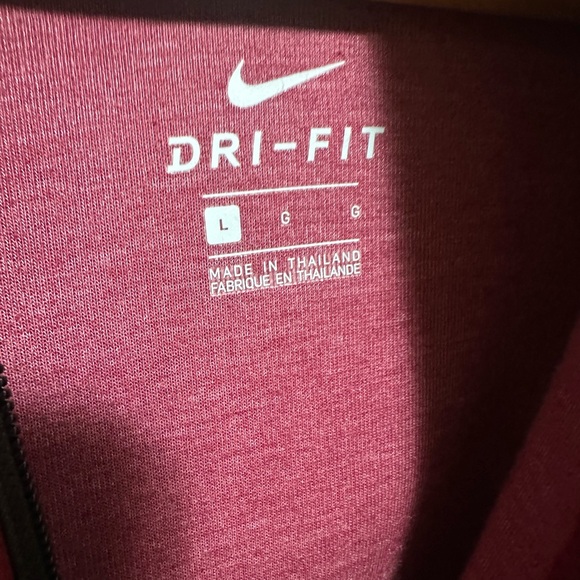 DRI-FIT
L G G
MADE IN THAILAND
FABRIQUE EN THAILANDE